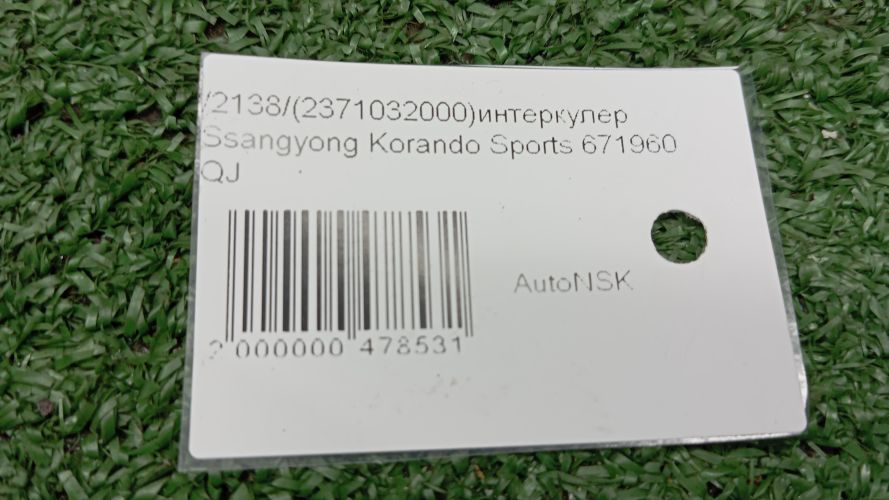 /2138/(2371032000)интеркулер
Ssangyong Korando Sports 671960
QJ
AutoNSK
2 000000 478531